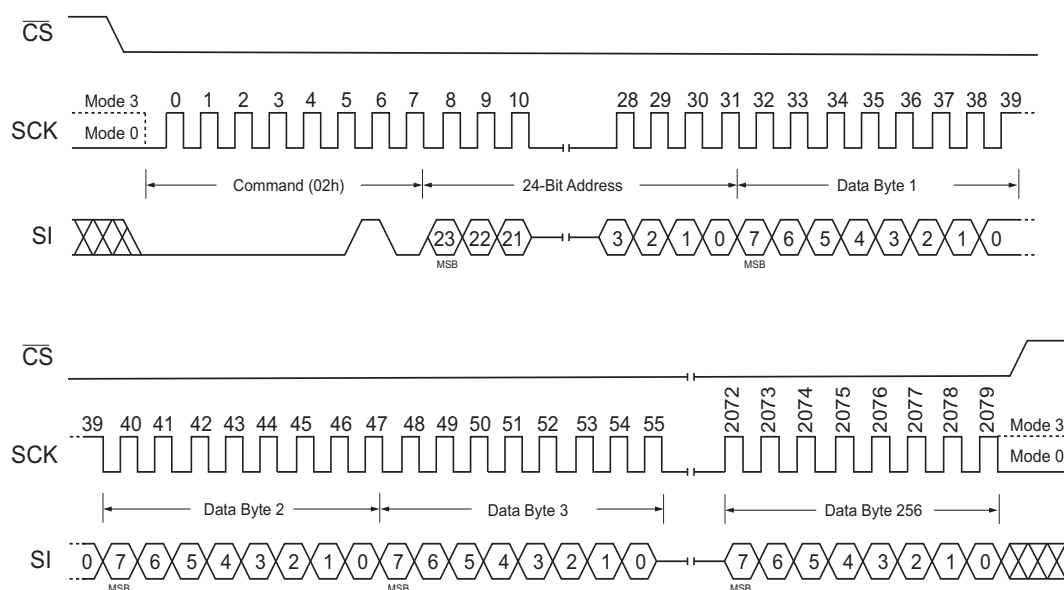 CS
Mode 3 0 1 2 3 4 5 6 7 8 9 10 28 29 30 31 32 33 34 35 36 37 38 39
SCK Mode 0
Command (02h) 24-Bit Address Data Byte 1
SI 23 22 21 3 2 1 0 7 6 5 4 3 2 1 0
MSB MSB
CS
39 40 41 42 43 44 45 46 47 48 49 50 51 52 53 54 55 2072 2073 2074 2075 2076 2077 2078 2079 Mode 3
SCK Mode 0
Data Byte 2 Data Byte 3 Data Byte 256
SI 0 7 6 5 4 3 2 1 0 7 6 5 4 3 2 1 0 7 6 5 4 3 2 1 0
MSB MSB MSB